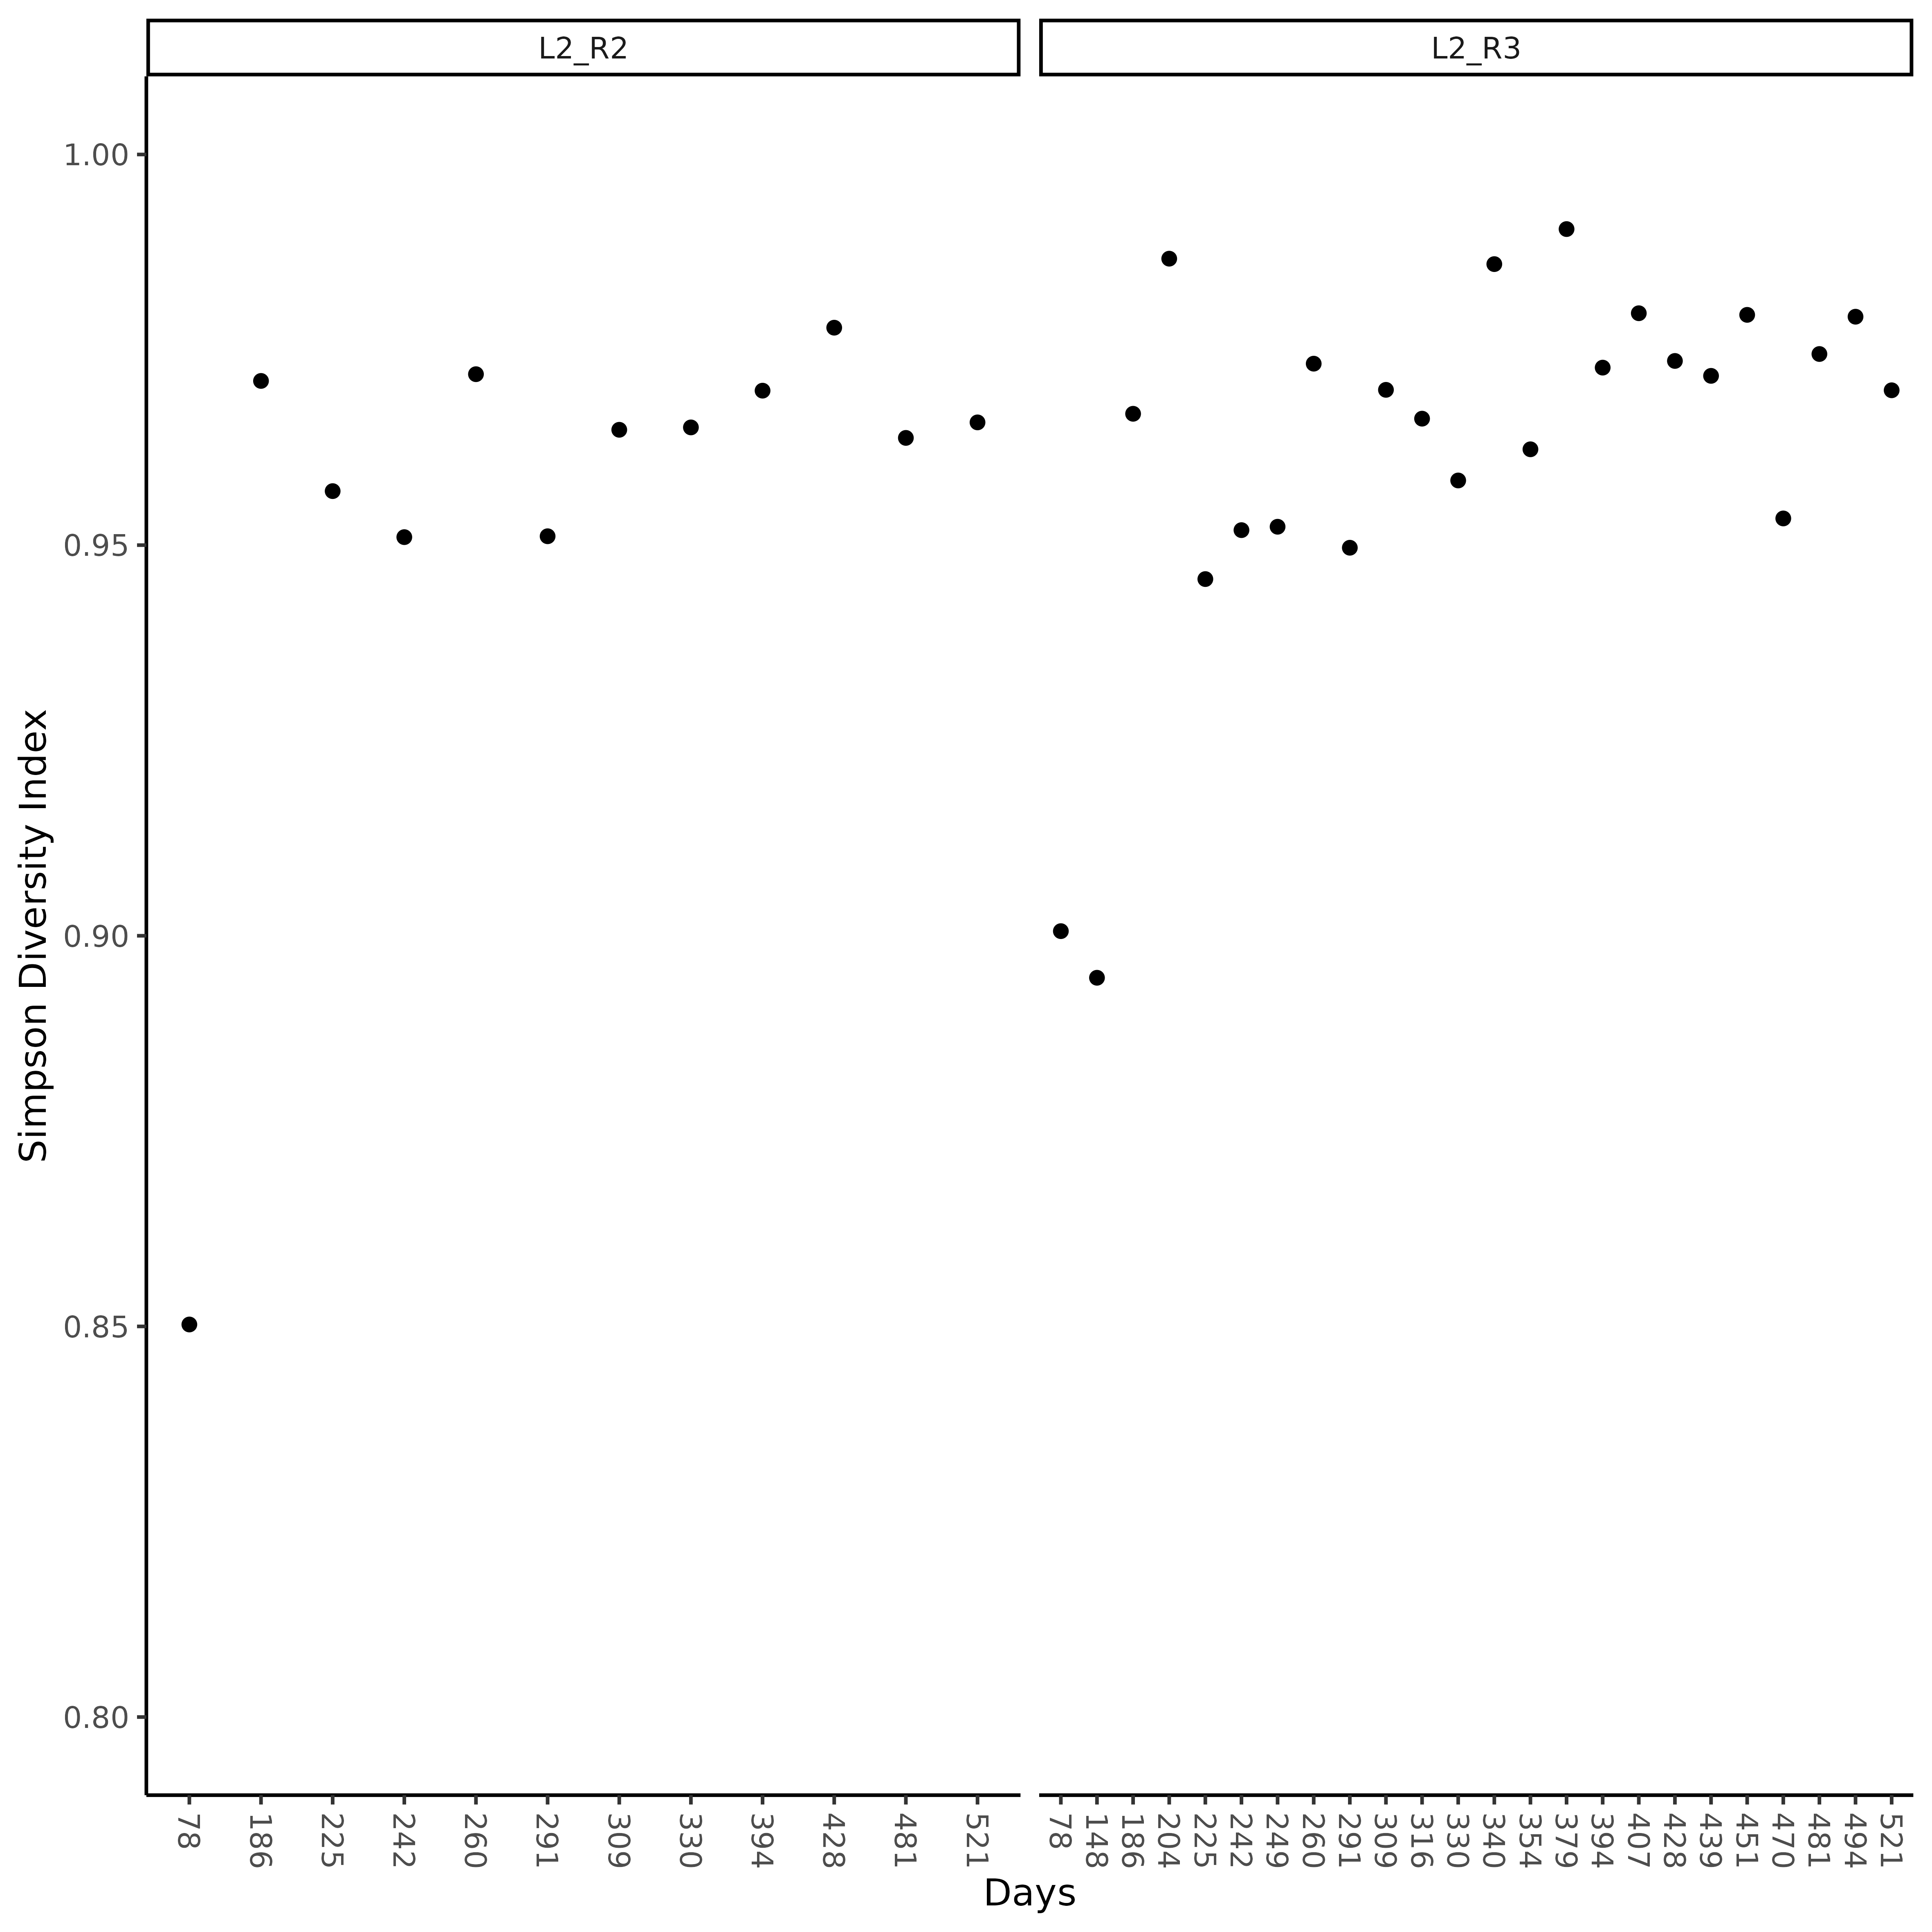 L2_R2
L2_R3
Simpson Diversity Index
1.00
0.95
0.90
0.85
0.80
78 186 225 242 260 291 309 330 394 428 481 521
78 148 186 204 225 242 249 260 291 309 316 330 340 354 379 394 407 428 439 451 470 481 494 521
Days